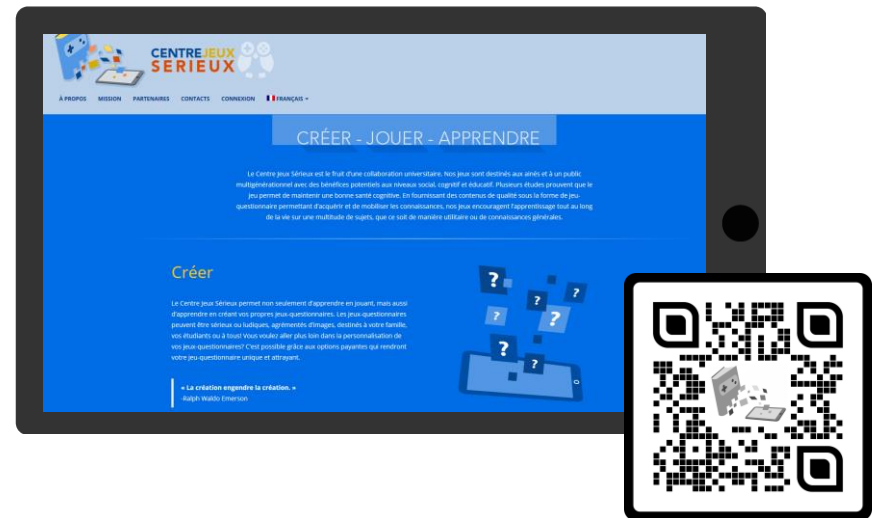 CENTRE JEUX
SERIEUX
À PROPOS MISSION PARTENAIRES CONTACTS CONNEXION FRANÇAIS
CRÉER - JOUER - APPRENDRE
Le Centre Jeux Sérieux est le fruit d'une collaboration universitaire. Nos jeux sont destinés aux ainés et à un public
multigénérationnel avec des bénéfices potentiels aux niveaux social, cognitif et éducatif. Plusieurs études prouvent que le
jeu permet de maintenir une bonne santé cognitive. En fournissant des contenus de qualité sous la forme de jeu-
questionnaire permettant d'acquérir et de mobiliser les connaissances, nos jeux encouragent l'apprentissage tout au long
de la vie sur une multitude de sujets, que ce soit de manière utilitaire ou de connaissances générales.
Créer
Le Centre Jeux Sérieux permet non seulement d'apprendre en jouant, mais aussi
d'apprendre en créant vos propres jeux-questionnaires. Les jeux-questionnaires
peuvent être sérieux ou ludiques, agrémentés d'images, destinés à votre famille,
vos étudiants ou à tous! Vous voulez aller plus loin dans la personnalisation de
vos jeux-questionnaires? C'est possible grâce aux options payantes qui rendront
votre jeu-questionnaire unique et attrayant.
« La création engendre la création. »
-Ralph Waldo Emerson
? ? ? ? ? ? ?